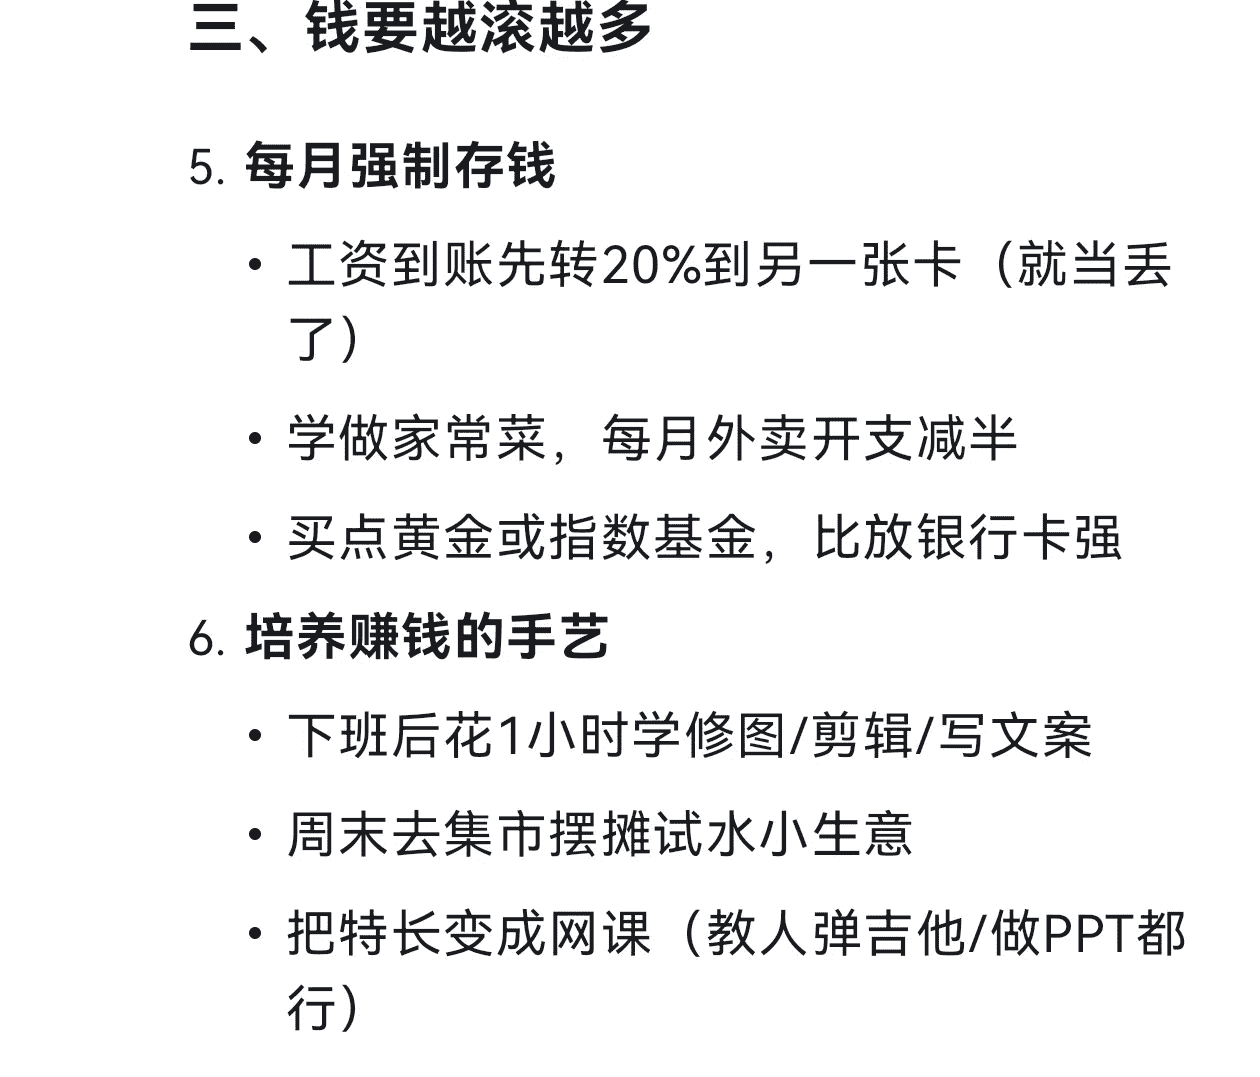 三、钱要越滚越多
5. 每月强制存钱
• 工资到账先转20%到另一张卡（就当丢
了）
• 学做家常菜，每月外卖开支减半
• 买点黄金或指数基金，比放银行卡强
6. 培养赚钱的手艺
• 下班后花1小时学修图/剪辑/写文案
• 周末去集市摆摊试水小生意
• 把特长变成网课（教人弹吉他/做PPT都
行）